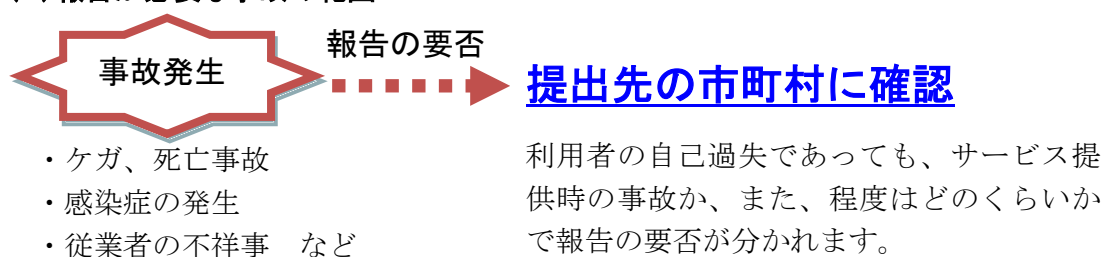 報告の要否
事故発生
提出先の市町村に確認
・ケガ、死亡事故
・感染症の発生
・従業者の不祥事　など
利用者の自己過失であっても、サービス提
供時の事故か、また、程度はどのくらいか
で報告の要否が分かれます。